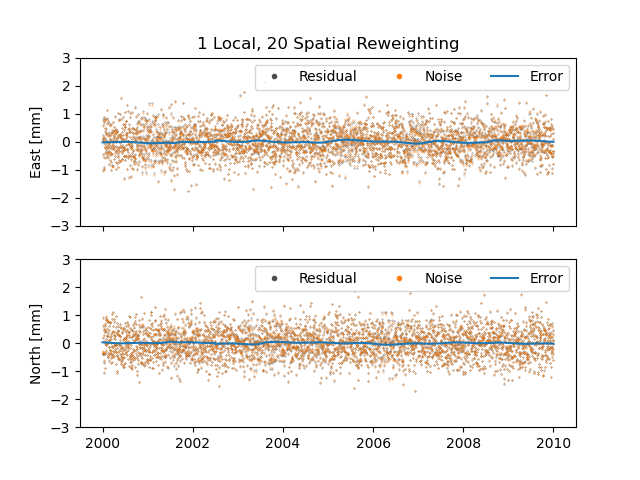 1 Local, 20 Spatial Reweighting
3
2
1
0
−1
−2
−3
East [mm]
Residual Noise Error
3
2
1
0
−1
−2
−3
North [mm]
Residual Noise Error
2000 2002 2004 2006 2008 2010